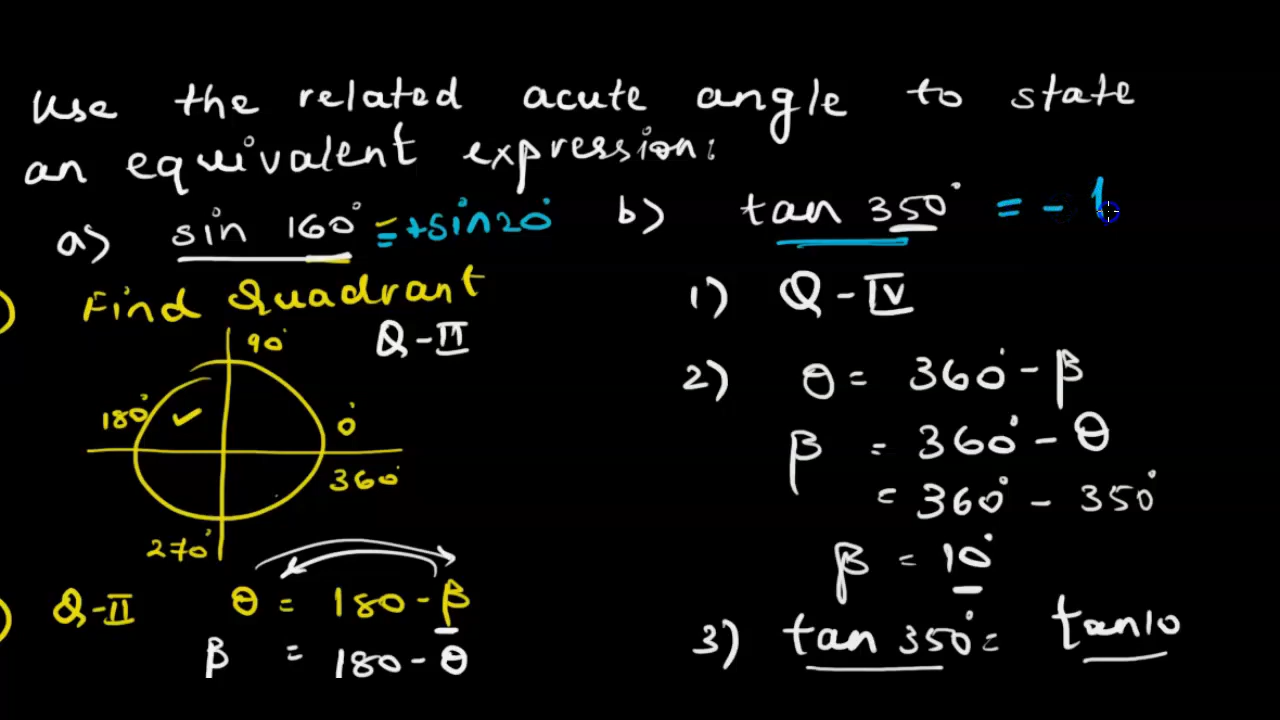 Use the related acute angle to state
an equivalent expression:
a) sin 160° = +sin20°
Find Quadrant
Q-II
90°
180°
0°
360°
270°
Q-II θ = 180 - β
β = 180 - θ
b) tan 350° = -
1) Q-IV
2) θ = 360° - β
β = 360° - θ
= 360° - 350°
β = 10°
3) tan 350° = tan10